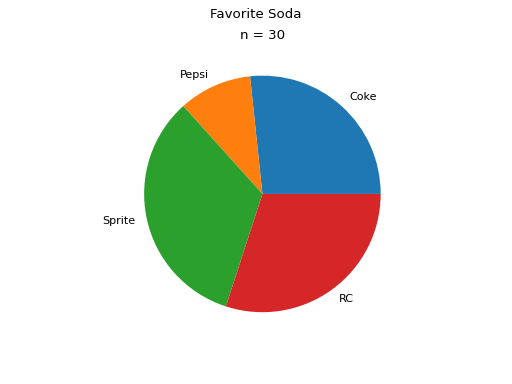 Favorite Soda
n = 30
Pepsi
Coke
Sprite
RC